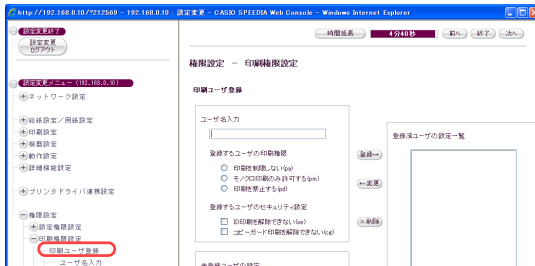 http://192.168.0.10/?212569 - 192.168.0.10 : 設定変更 - CASIO SPEEDIA Web Console - Windows Internet Explorer
設定変更終了
設定変更
ログアウト
時間延長
4分40秒
前へ
終了
次へ
権限設定 － 印刷権限設定
設定変更メニュー (192.168.0.10)
ネットワーク設定
給紙設定／用紙設定
印刷設定
機器設定
動作設定
詳細機能設定
プリンタドライバ連携設定
権限設定
設定権限設定
印刷権限設定
印刷ユーザ登録
ユーザ名入力
印刷ユーザ登録
ユーザ名入力
登録するユーザの印刷権限
印刷を制限しない(pa)
モノクロ印刷のみ許可する(pm)
印刷を禁止する(pd)
登録するユーザのセキュリティ設定
ID印刷を解除できない(se)
コピーガード印刷を解除できない(cg)
登録→
←変更
×削除
登録済ユーザの設定一覧
未登録ユーザの設定